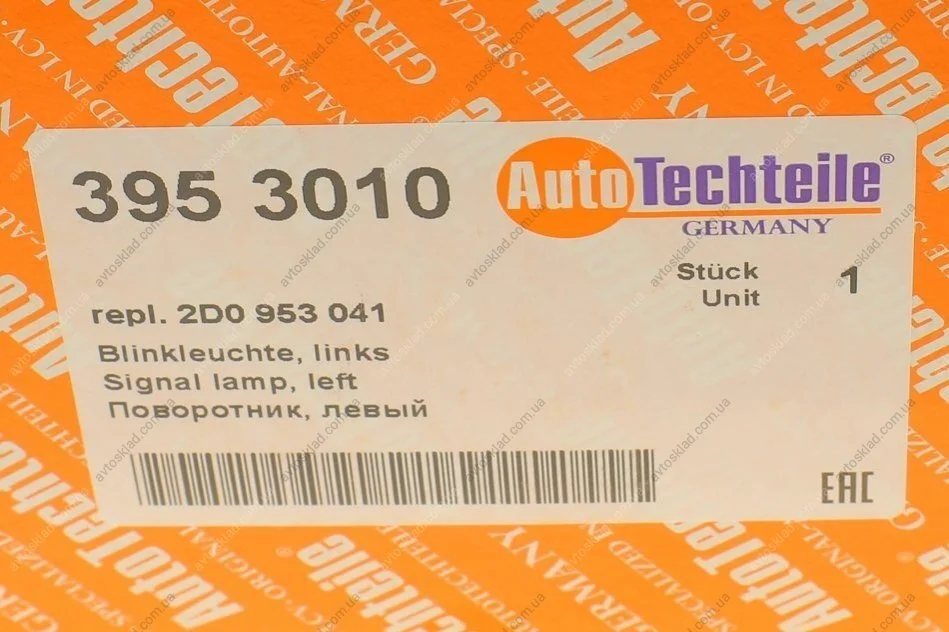 395 3010
AutoTechteile®
GERMANY
Stück 1
Unit
repl. 2D0 953 041
Blinkleuchte, links
Signal lamp, left
Поворотник, левый
EAC